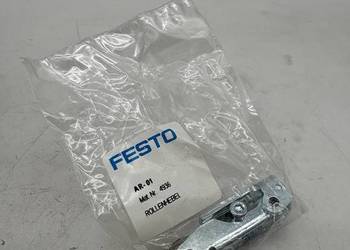 FESTO
AR-01
Mat.Nr. 4936
ROLLENHEBEL